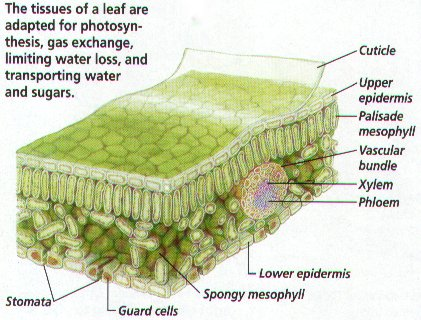 The tissues of a leaf are
adapted for photosyn-
thesis, gas exchange,
limiting water loss, and
transporting water
and sugars.
Cuticle
Upper
epidermis
Palisade
mesophyll
Vascular
bundle
Xylem
Phloem
Lower epidermis
Spongy mesophyll
Stomata
Guard cells